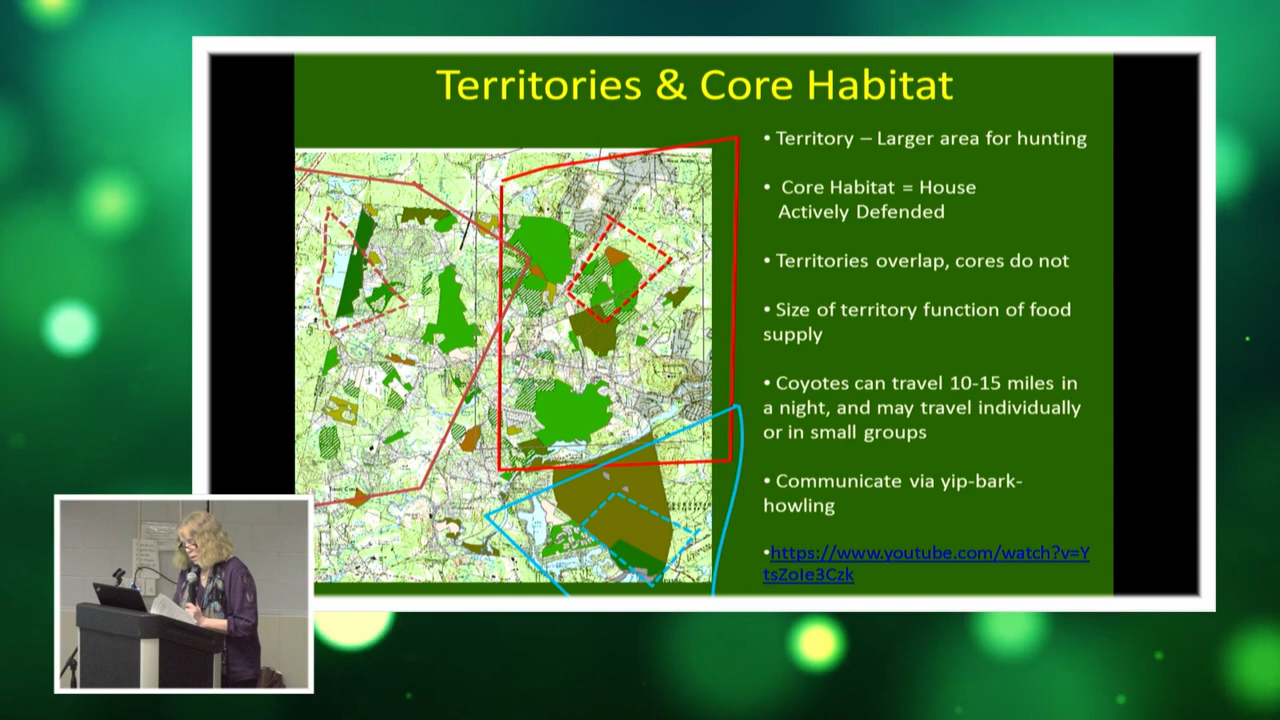 Territories & Core Habitat
• Territory – Larger area for hunting
• Core Habitat = House
Actively Defended
• Territories overlap, cores do not
• Size of territory function of food
supply
• Coyotes can travel 10-15 miles in
a night, and may travel individually
or in small groups
• Communicate via yip-bark-
howling
•https://www.youtube.com/watch?v=Y
tsZoIe3Czk